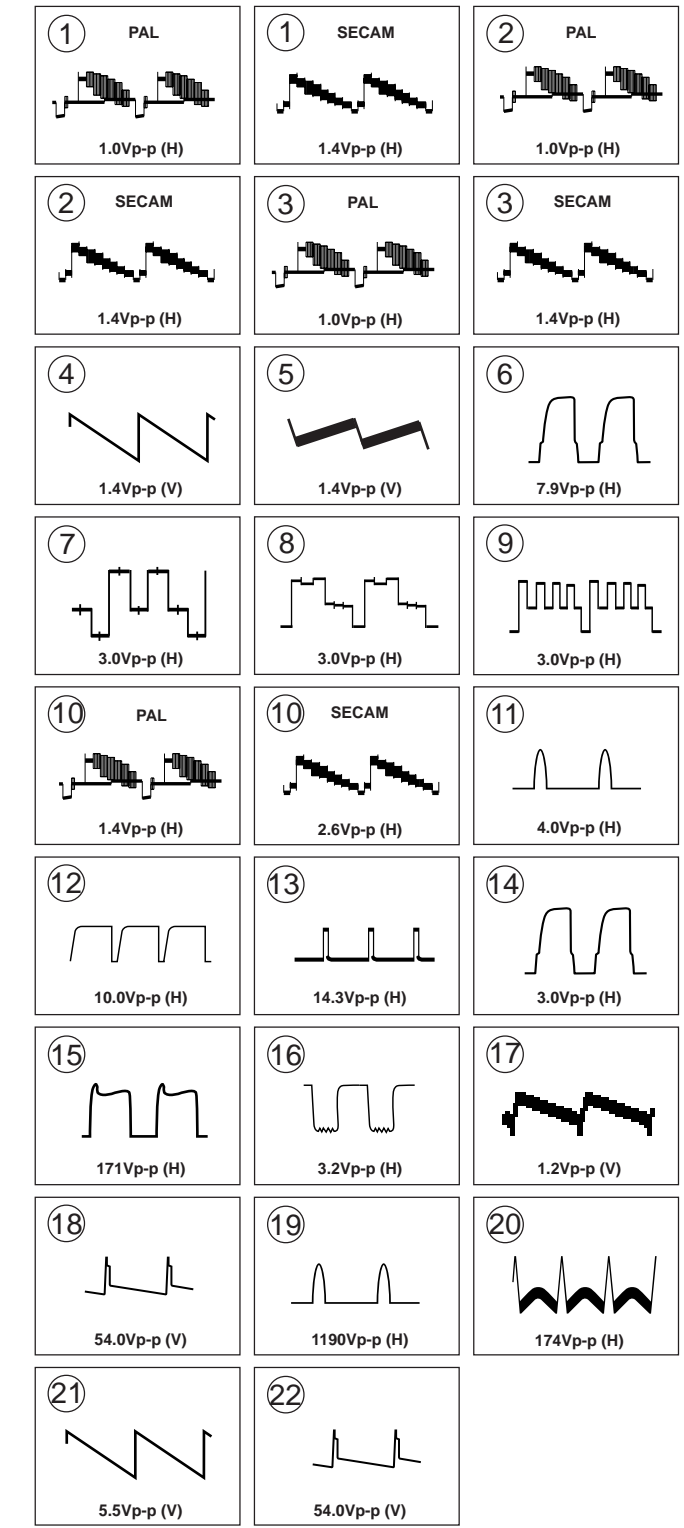 1 PAL
1.0Vp-p (H)
1 SECAM
1.4Vp-p (H)
2 PAL
1.0Vp-p (H)
2 SECAM
1.4Vp-p (H)
3 PAL
1.0Vp-p (H)
3 SECAM
1.4Vp-p (H)
4
1.4Vp-p (V)
5
1.4Vp-p (V)
6
7.9Vp-p (H)
7
3.0Vp-p (H)
8
3.0Vp-p (H)
9
3.0Vp-p (H)
10 PAL
1.4Vp-p (H)
10 SECAM
2.6Vp-p (H)
11
4.0Vp-p (H)
12
10.0Vp-p (H)
13
14.3Vp-p (H)
14
3.0Vp-p (H)
15
171Vp-p (H)
16
3.2Vp-p (H)
17
1.2Vp-p (V)
18
54.0Vp-p (V)
19
1190Vp-p (H)
20
174Vp-p (H)
21
5.5Vp-p (V)
22
54.0Vp-p (V)